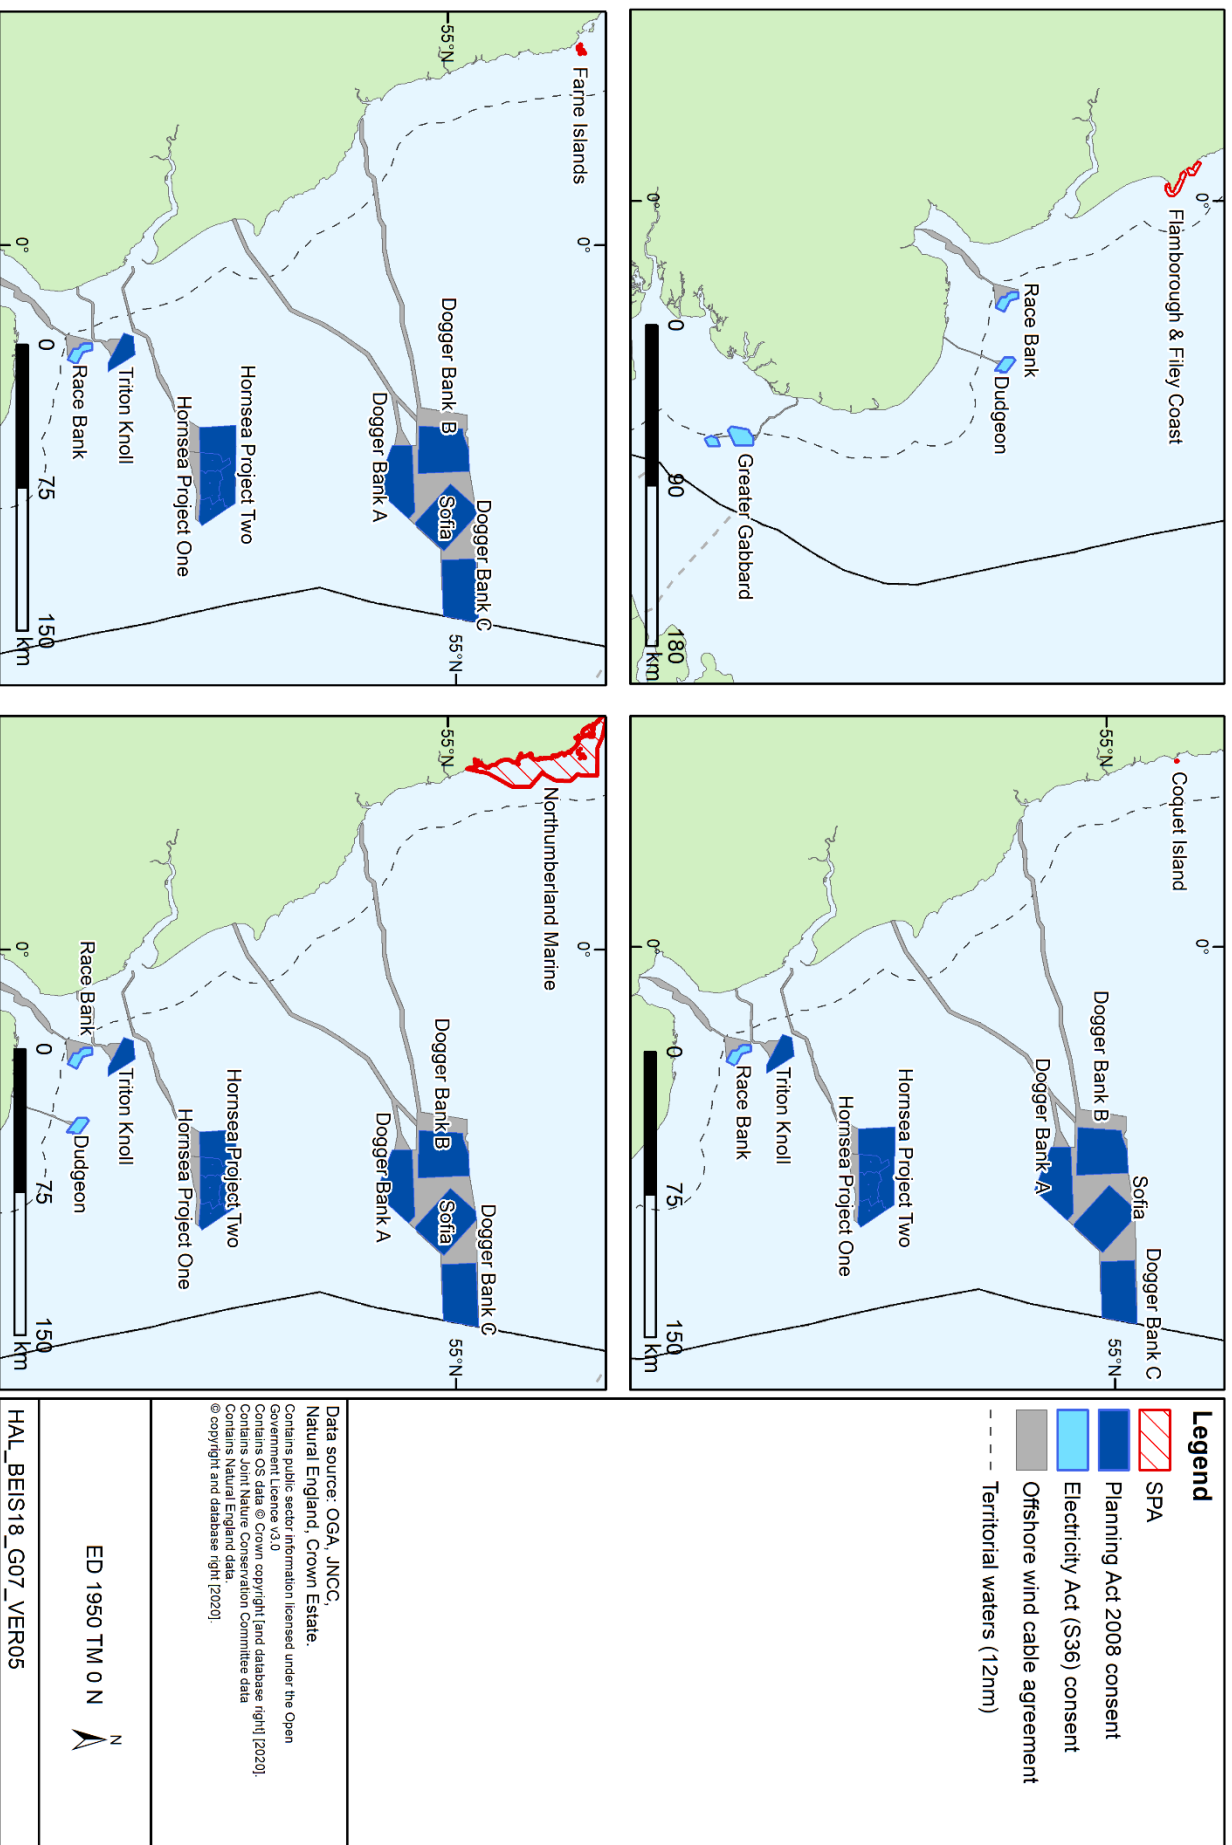 Flamborough & Filey Coast
0°
Race Bank
Dudgeon
Greater Gabbard
0°
0
90
180
km
Coquet Island
0°
55°N
Dogger Bank B
Sofia
Dogger Bank C
Dogger Bank A
55°N
Hornsea Project Two
Hornsea Project One
Triton Knoll
Race Bank
0°
0
75
150
km
Farne Islands
0°
55°N
Dogger Bank B
Sofia
Dogger Bank C
Dogger Bank A
55°N
Hornsea Project Two
Hornsea Project One
Triton Knoll
Race Bank
0°
0
75
150
km
Northumberland Marine
0°
55°N
Dogger Bank B
Sofia
Dogger Bank C
Dogger Bank A
55°N
Hornsea Project Two
Hornsea Project One
Triton Knoll
Race Bank
Dudgeon
0°
0
75
150
km
Legend
SPA
Planning Act 2008 consent
Electricity Act (S36) consent
Offshore wind cable agreement
Territorial waters (12nm)
Data source: OGA, JNCC,
Natural England, Crown Estate.
Contains public sector information licensed under the Open
Government Licence v3.0
Contains OS data © Crown copyright [and database right] [2020].
Contains Joint Nature Conservation Committee data
Contains Natural England data.
© copyright and database right [2020].
ED 1950 TM 0 N
N
HAL_BEIS18_G07_VER05